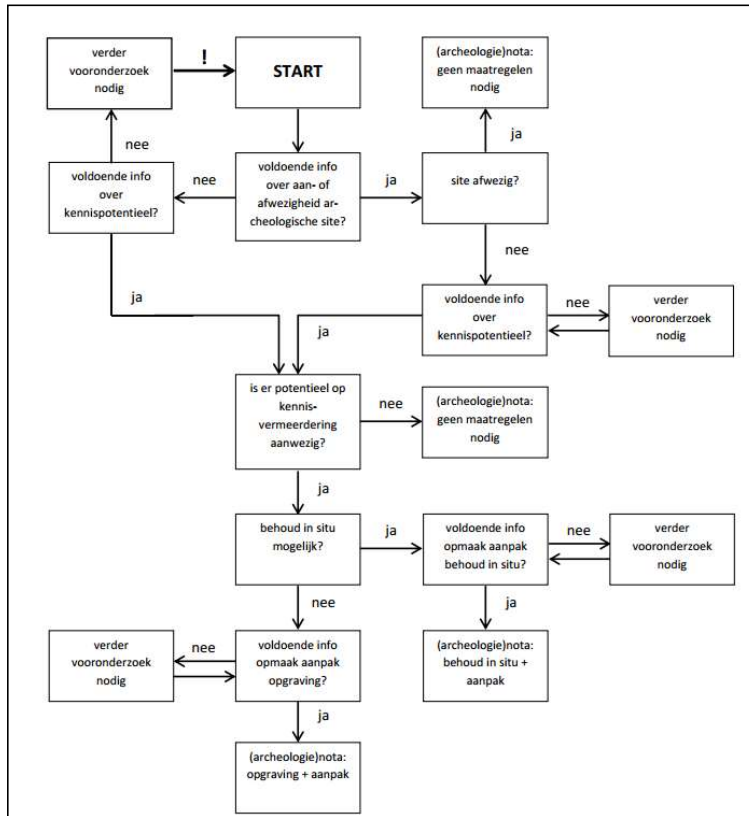 verder
vooronderzoek
nodig
!
START
(archeologie)nota:
geen maatregelen
nodig
nee
ja
voldoende info
over
kennispotentieel?
nee
voldoende info
over aan- of
afwezigheid ar-
cheologische site?
ja
site afwezig?
nee
ja
voldoende info
over
kennispotentieel?
nee
verder
vooronderzoek
nodig
ja
is er potentieel op
kennis-
vermeerdering
aanwezig?
nee
(archeologie)nota:
geen maatregelen
nodig
ja
behoud in situ
mogelijk?
ja
voldoende info
opmaak aanpak
behoud in situ?
nee
verder
vooronderzoek
nodig
nee
ja
verder
vooronderzoek
nodig
nee
voldoende info
opmaak aanpak
opgraving?
(archeologie)nota:
behoud in situ +
aanpak
ja
(archeologie)nota:
opgraving + aanpak